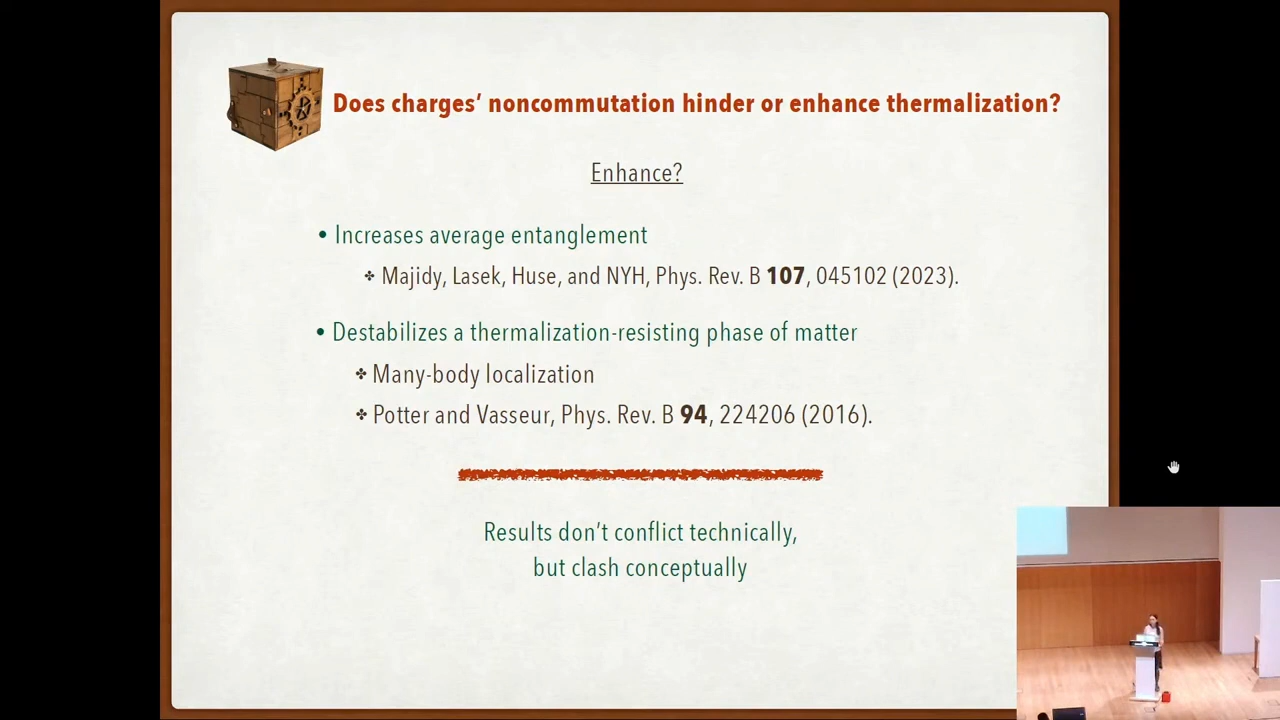 Does charges’ noncommutation hinder or enhance thermalization?
Enhance?
• Increases average entanglement
✤ Majidy, Lasek, Huse, and NYH, Phys. Rev. B 107, 045102 (2023).
• Destabilizes a thermalization-resisting phase of matter
✤ Many-body localization
✤ Potter and Vasseur, Phys. Rev. B 94, 224206 (2016).
Results don’t conflict technically,
but clash conceptually